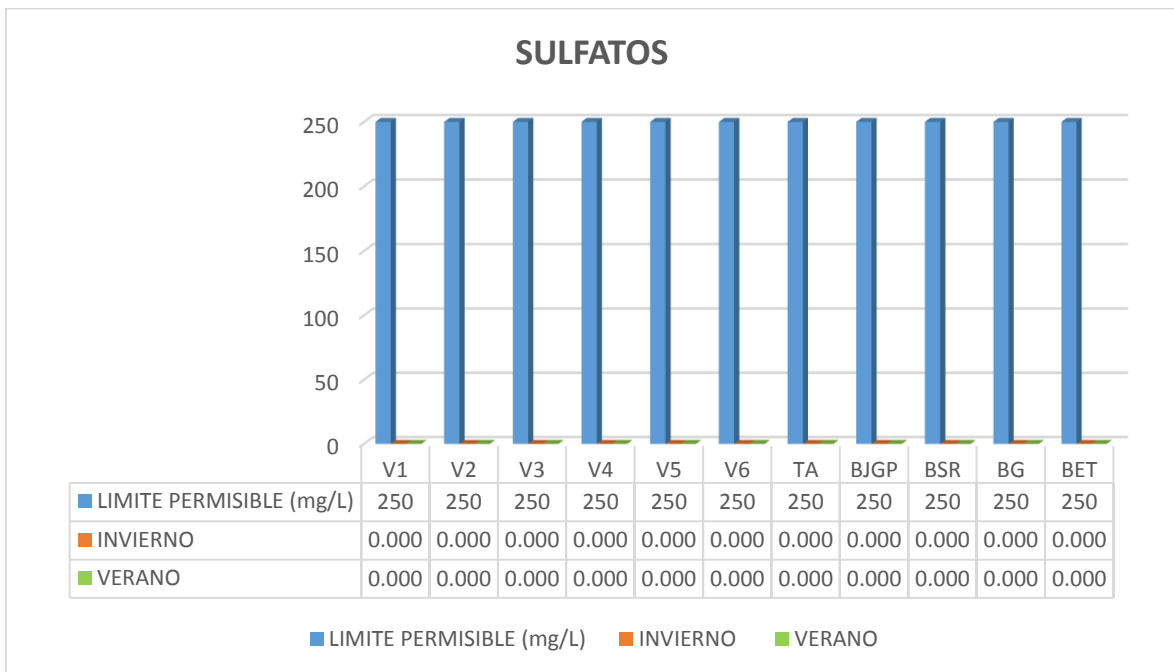 SULFATOS
250
200
150
100
50
0
V1 V2 V3 V4 V5 V6 TA BJGP BSR BG BET
LIMITE PERMISIBLE (mg/L) 250 250 250 250 250 250 250 250 250 250 250
INVIERNO 0.000 0.000 0.000 0.000 0.000 0.000 0.000 0.000 0.000 0.000 0.000
VERANO 0.000 0.000 0.000 0.000 0.000 0.000 0.000 0.000 0.000 0.000 0.000
LIMITE PERMISIBLE (mg/L) INVIERNO VERANO